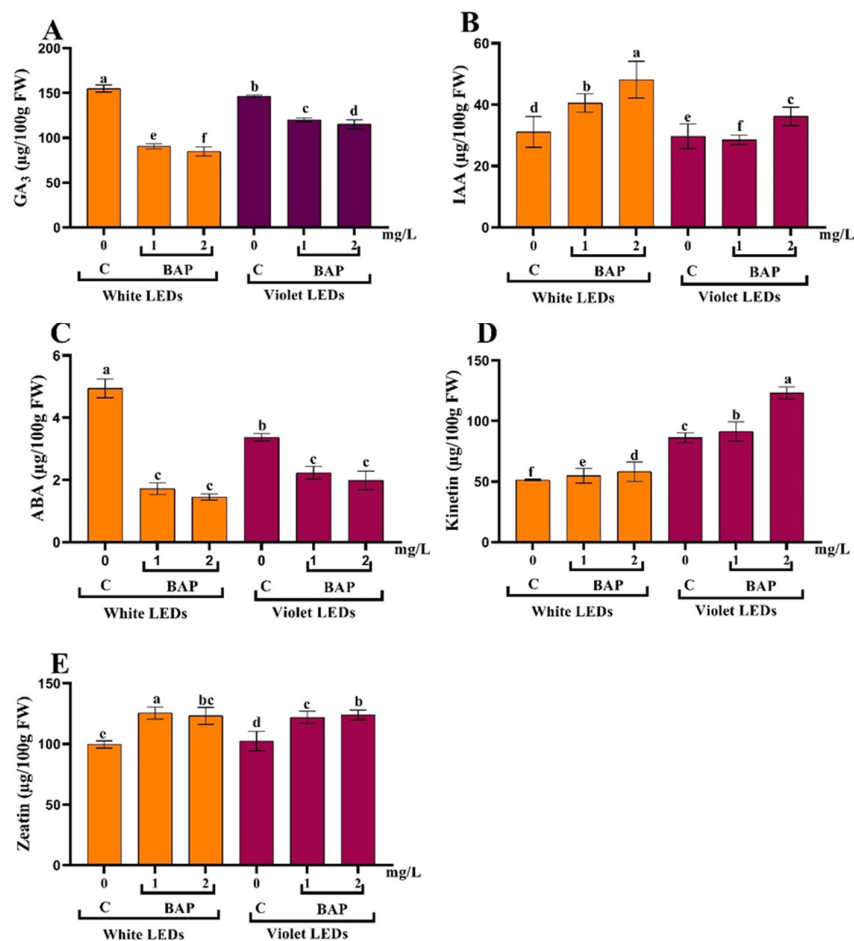 A
GA₃ (µg/100g FW)
200
150
100
50
0
a
e
f
b
c
d
0 1 2 0 1 2 mg/L
C BAP C BAP
White LEDs Violet LEDs
B
IAA (µg/100g FW)
60
40
20
0
d
b
a
e
f
c
0 1 2 0 1 2 mg/L
C BAP C BAP
White LEDs Violet LEDs
C
ABA (µg/100g FW)
6
4
2
0
a
c
c
b
c
c
0 1 2 0 1 2 mg/L
C BAP C BAP
White LEDs Violet LEDs
D
Kinetin (µg/100g FW)
150
100
50
0
f
e
d
c
b
a
0 1 2 0 1 2 mg/L
C BAP C BAP
White LEDs Violet LEDs
E
Zeatin (µg/100g FW)
150
100
50
0
e
a
bc
d
c
b
0 1 2 0 1 2 mg/L
C BAP C BAP
White LEDs Violet LEDs